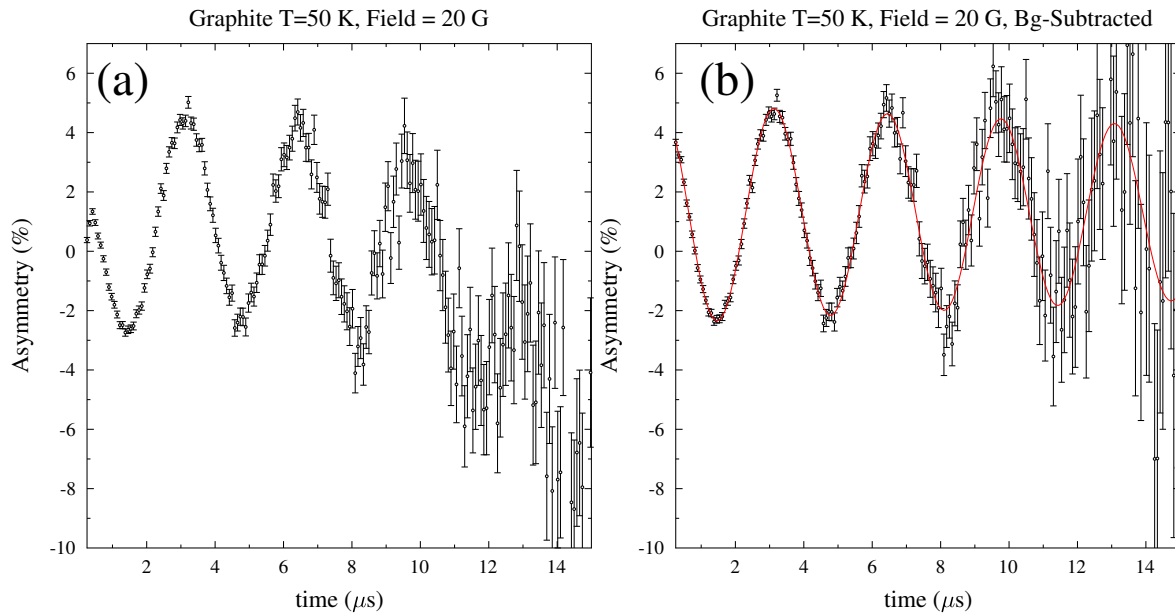 Graphite T=50 K, Field = 20 G
(a)
6
4
2
0
-2
-4
-6
-8
-10
Asymmetry (%)
2 4 6 8 10 12 14
time (μs)
Graphite T=50 K, Field = 20 G, Bg-Subtracted
(b)
6
4
2
0
-2
-4
-6
-8
-10
Asymmetry (%)
2 4 6 8 10 12 14
time (μs)